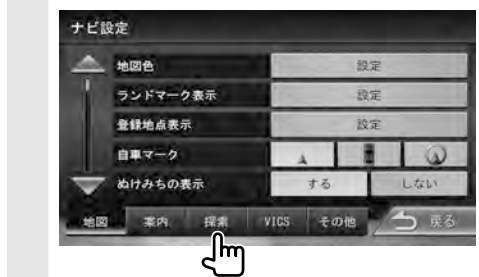 ナビ設定
地図色 設定
ランドマーク表示 設定
登録地点表示 設定
自車マーク
ぬけみちの表示 する しない
地図 案内 探索 VICS その他 戻る